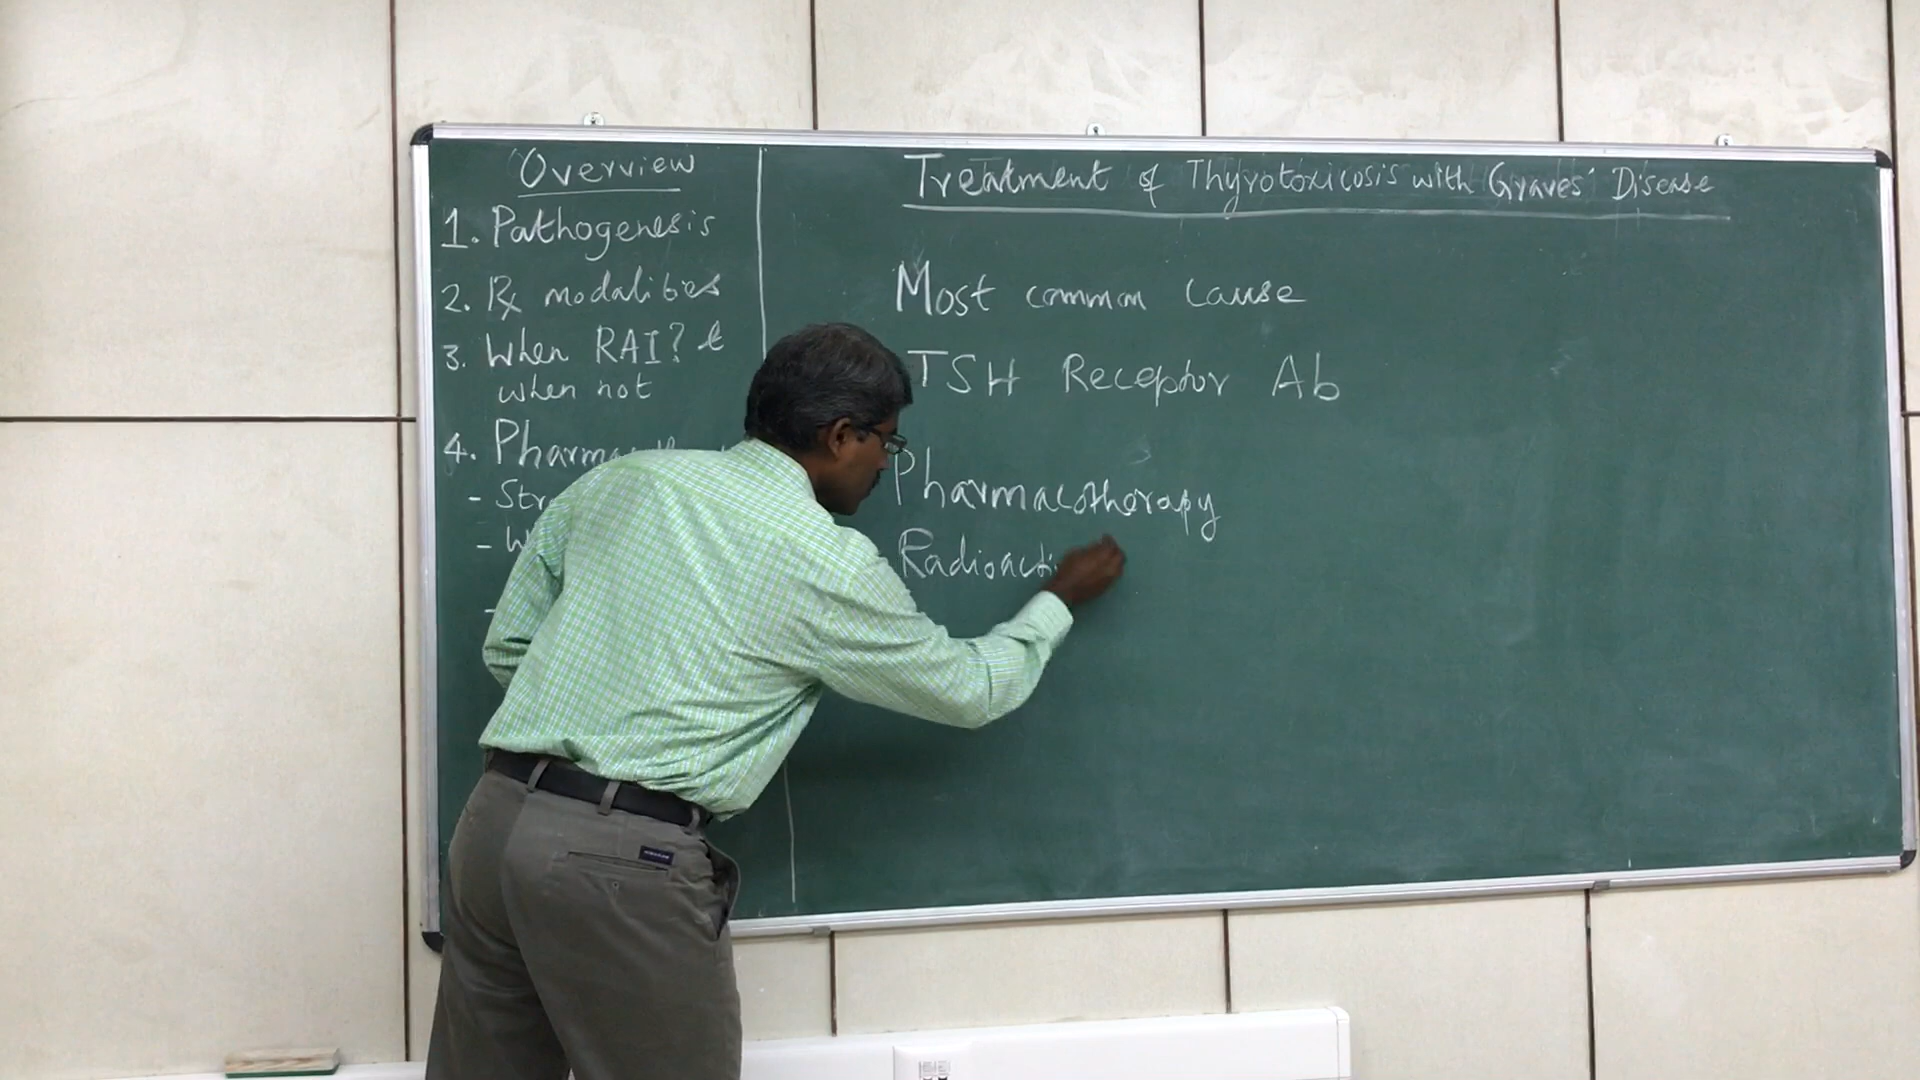 Overview
1. Pathogenesis
2. Rx modalities
3. When RAI? &
when not
4. Pharma
- Str
- W
-
Treatment of Thyrotoxicosis with Graves' Disease
Most common cause
TSH Receptor Ab
Pharmacotherapy
Radioacti